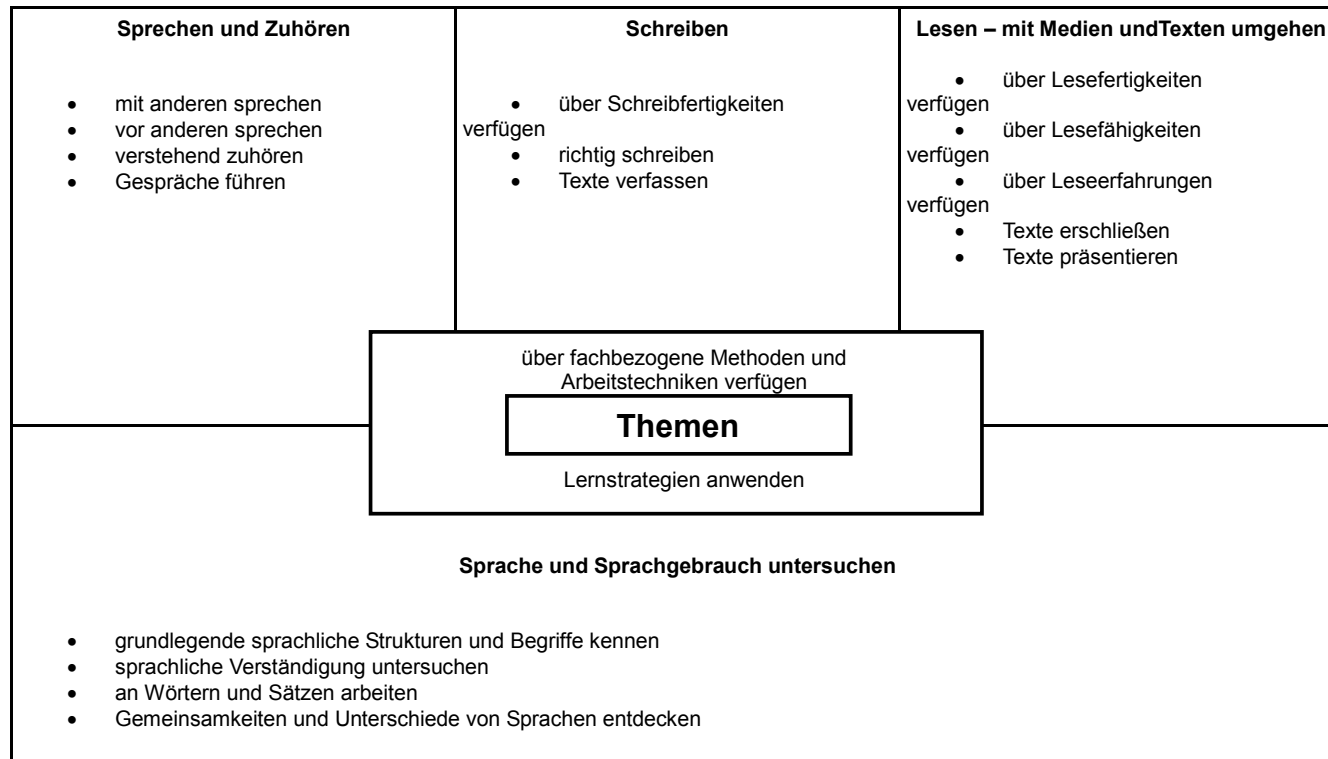 Sprechen und Zuhören
• mit anderen sprechen
• vor anderen sprechen
• verstehend zuhören
• Gespräche führen
Schreiben
• über Schreibfertigkeiten
verfügen
• richtig schreiben
• Texte verfassen
Lesen – mit Medien undTexten umgehen
• über Lesefertigkeiten
verfügen
• über Lesefähigkeiten
verfügen
• über Leseerfahrungen
verfügen
• Texte erschließen
• Texte präsentieren
über fachbezogene Methoden und
Arbeitstechniken verfügen
Themen
Lernstrategien anwenden
Sprache und Sprachgebrauch untersuchen
• grundlegende sprachliche Strukturen und Begriffe kennen
• sprachliche Verständigung untersuchen
• an Wörtern und Sätzen arbeiten
• Gemeinsamkeiten und Unterschiede von Sprachen entdecken